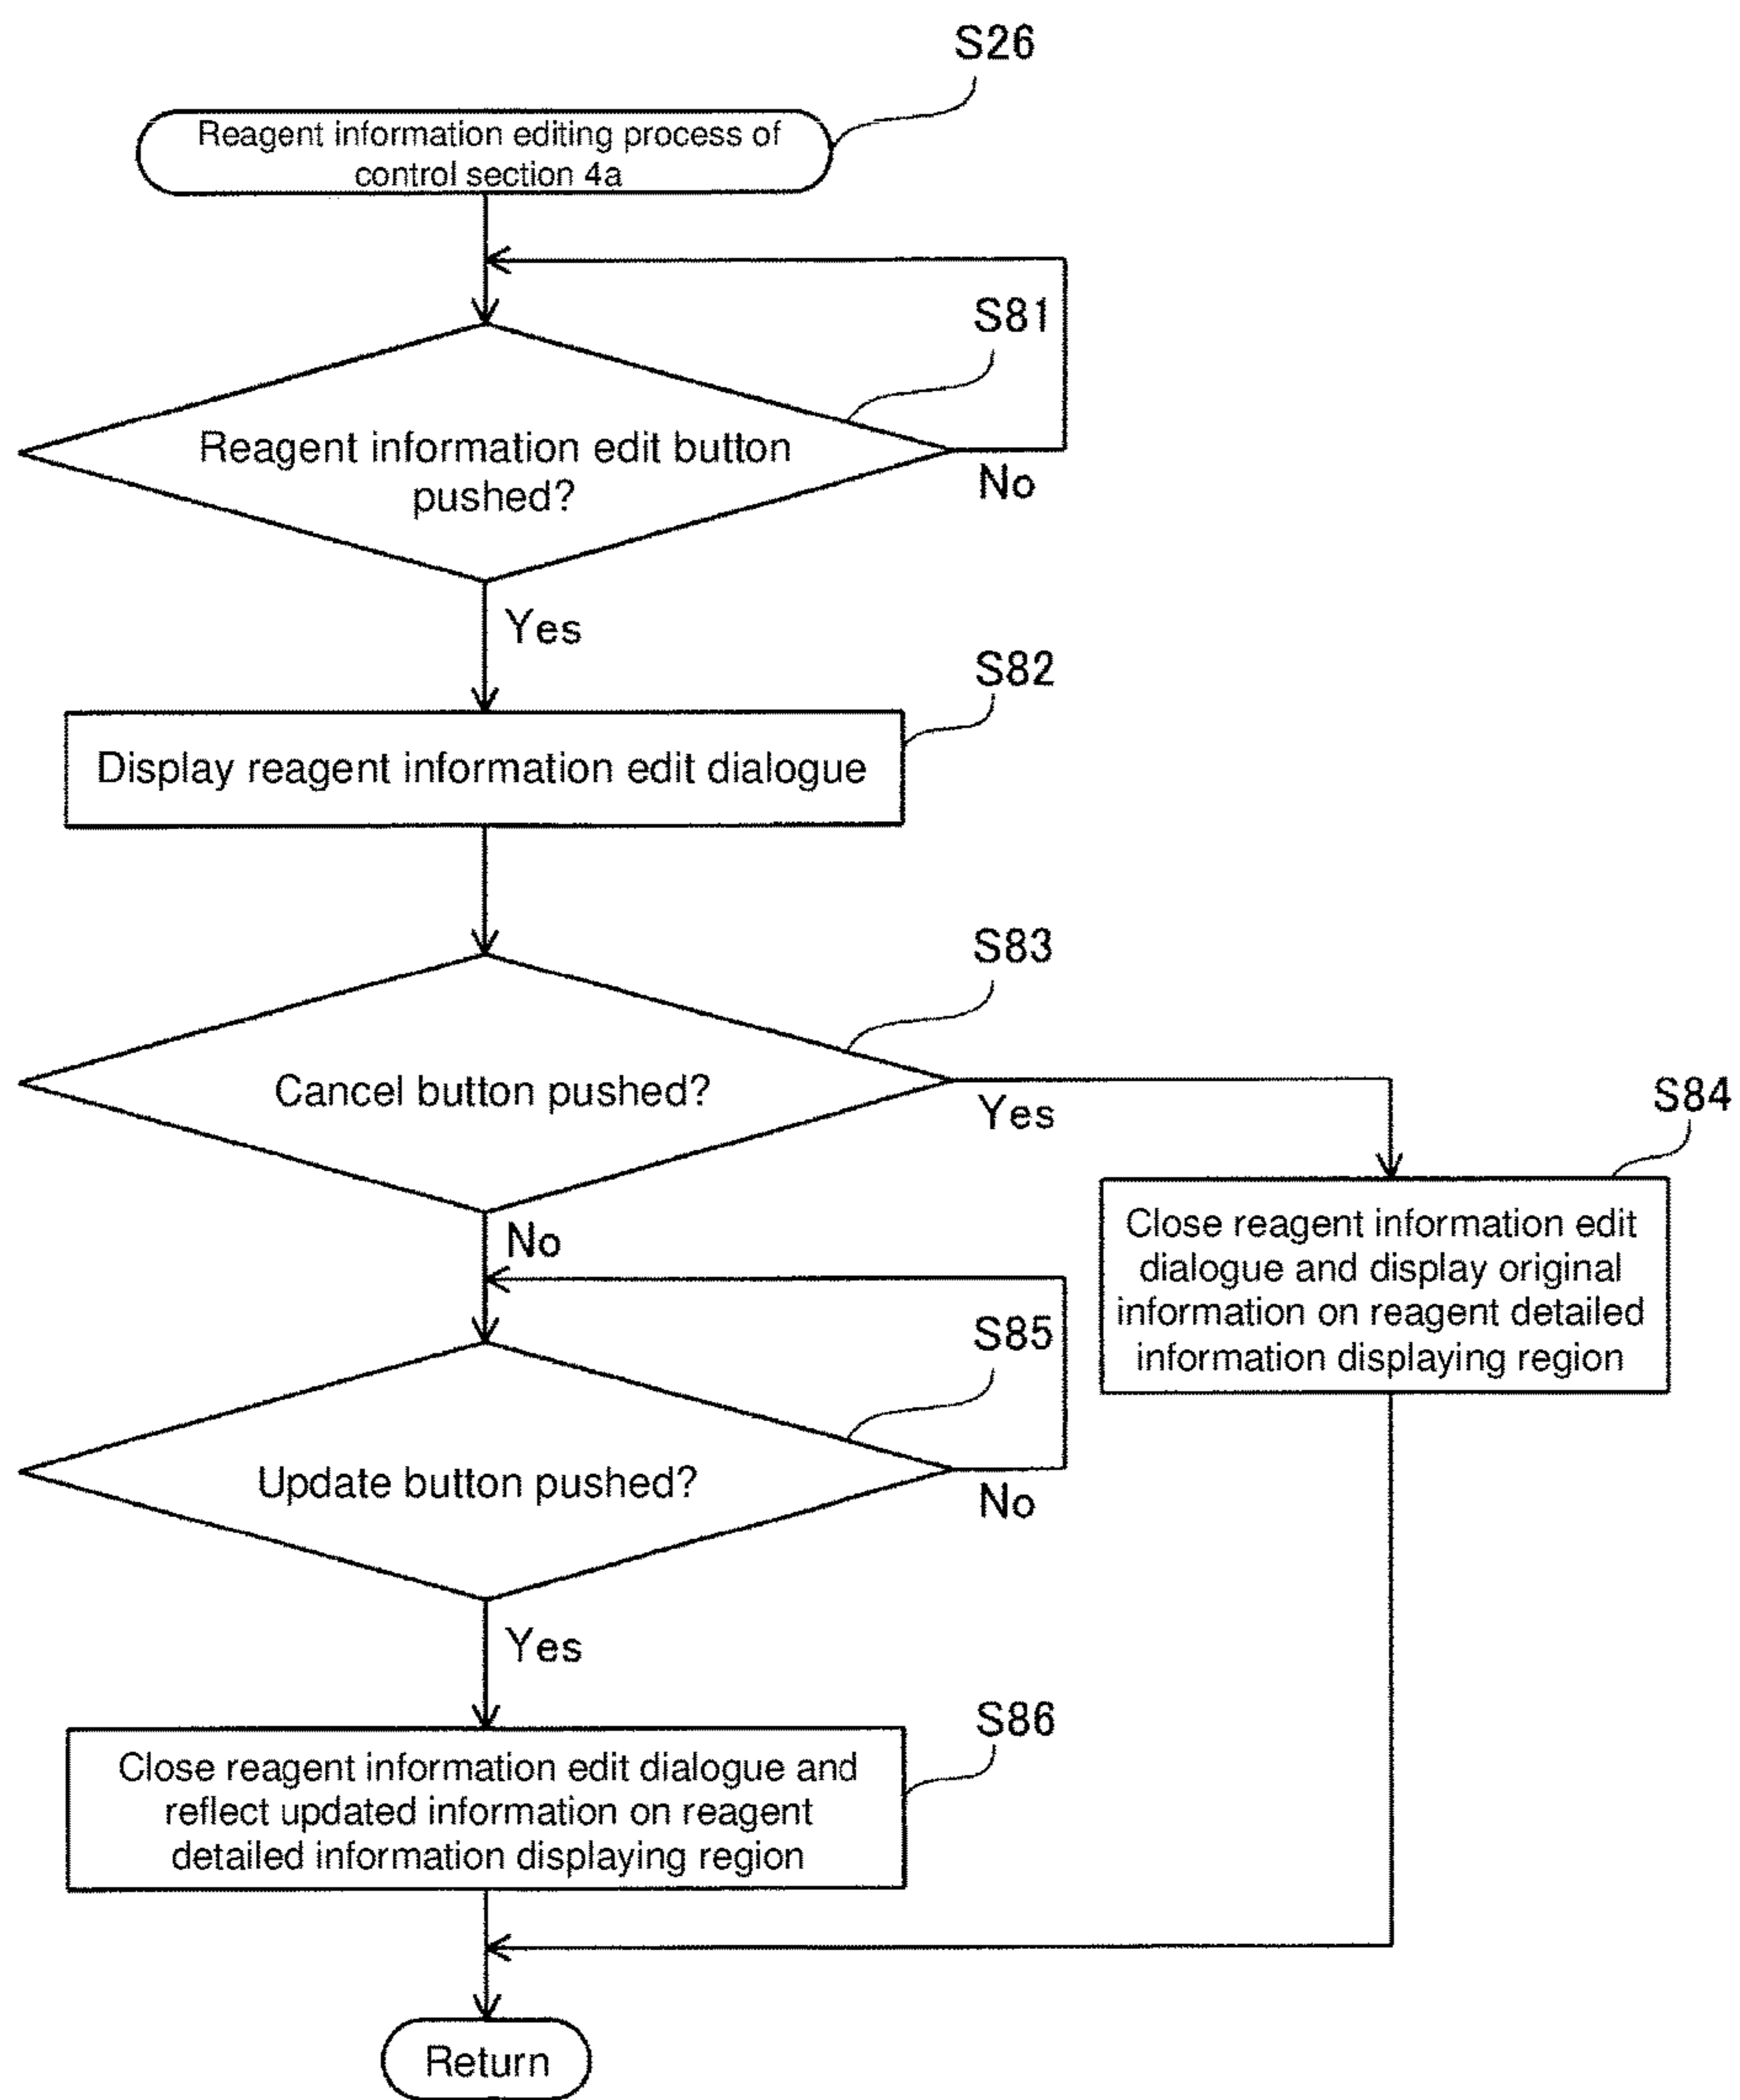 S26
Reagent information editing process of
control section 4a
S81
Reagent information edit button
pushed?
No
Yes
S82
Display reagent information edit dialogue
S83
Cancel button pushed?
Yes
S84
Close reagent information edit
dialogue and display original
information on reagent detailed
information displaying region
No
S85
Update button pushed?
No
Yes
S86
Close reagent information edit dialogue and
reflect updated information on reagent
detailed information displaying region
Return